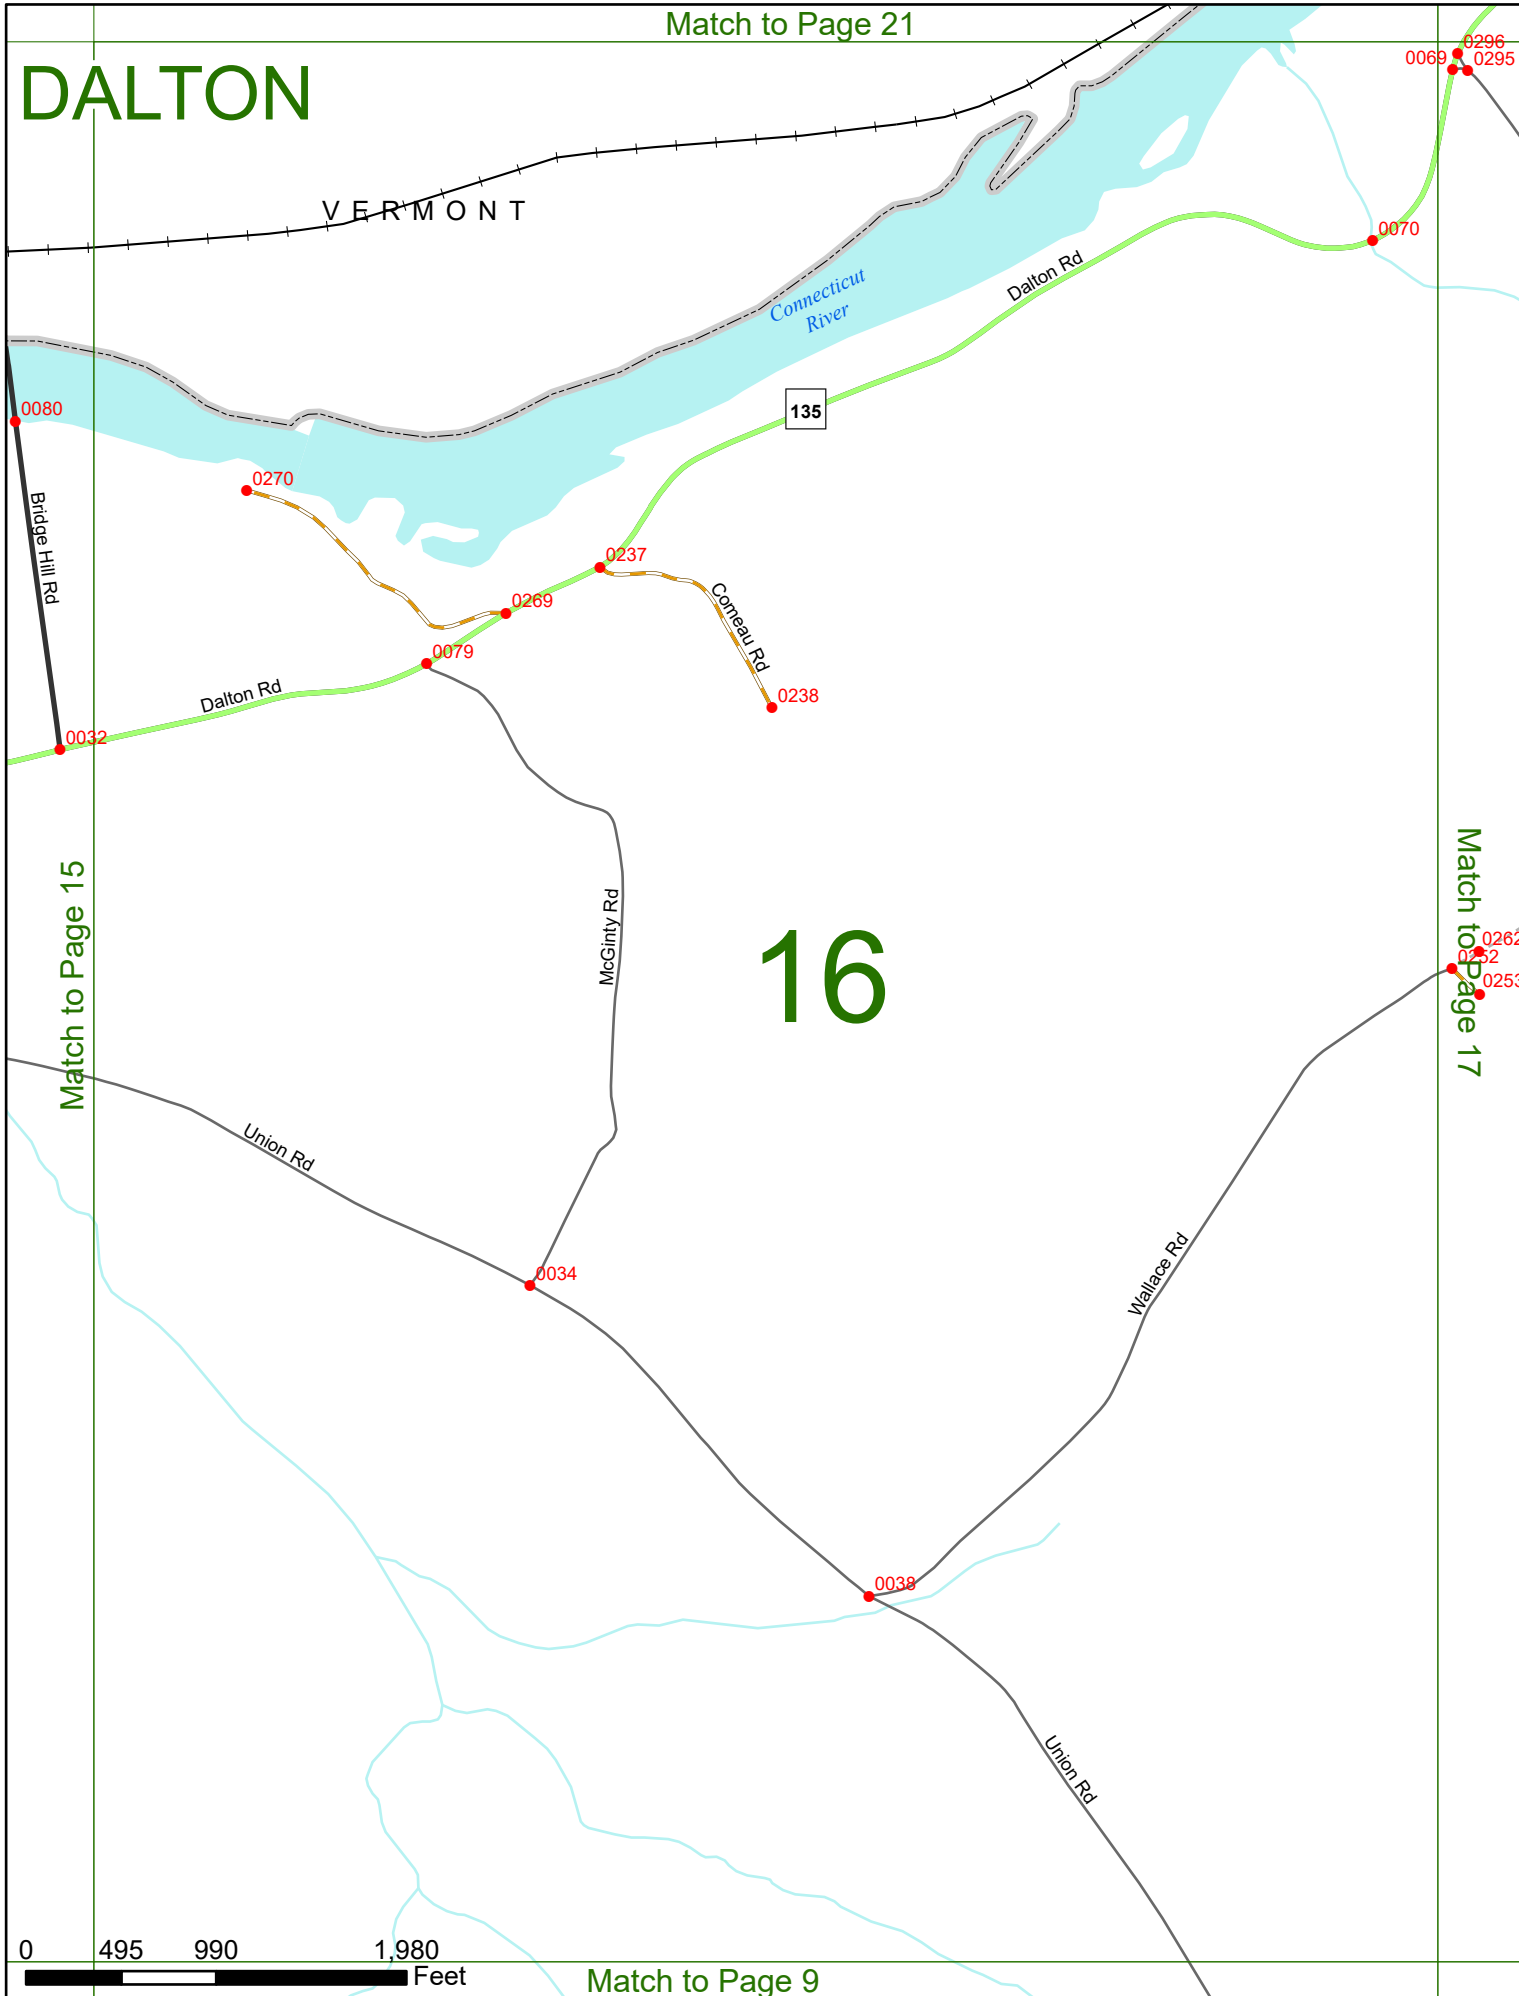 Match to Page 21
DALTON
0296
0069
0295
VERMONT
0070
Dalton Rd
Connecticut
River
135
0080
0270
Bridge Hill Rd
0237
Comeau Rd
0269
0079
0238
Dalton Rd
0032
Match to Page 15
McGinty Rd
16
Match to Page 17
0262
0252
0253
Union Rd
Wallace Rd
0034
0038
Union Rd
0 495 990 1,980
Feet
Match to Page 9